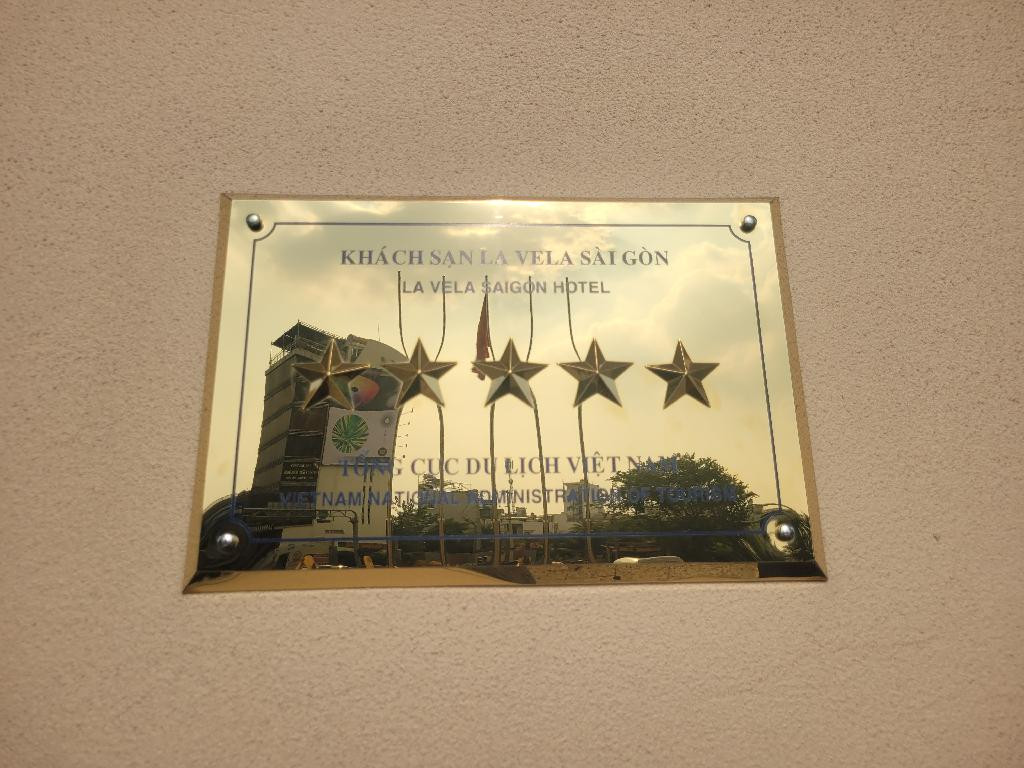 KHÁCH SẠN LA VELA SÀI GÒN
LA VELA SAIGON HOTEL
TỔNG CỤC DU LỊCH VIỆT NAM
VIETNAM NATIONAL ADMINISTRATION OF TOURISM